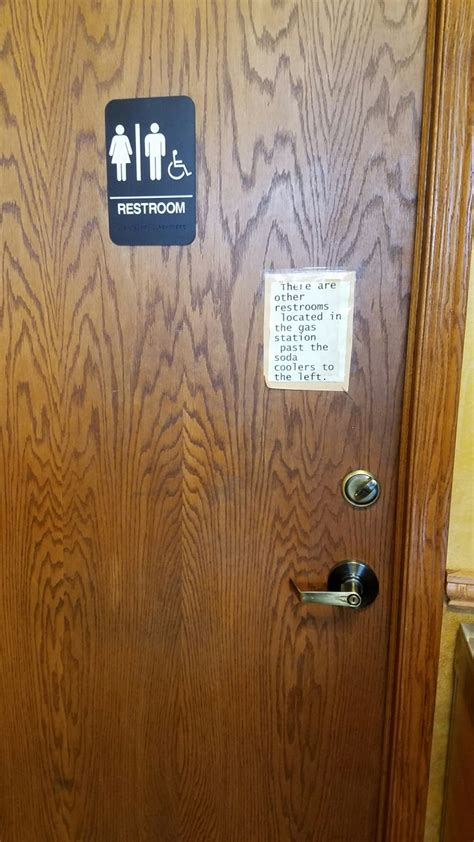 RESTROOM
There are
other
restrooms
located in
the gas
station
past the
soda
coolers to
the left.